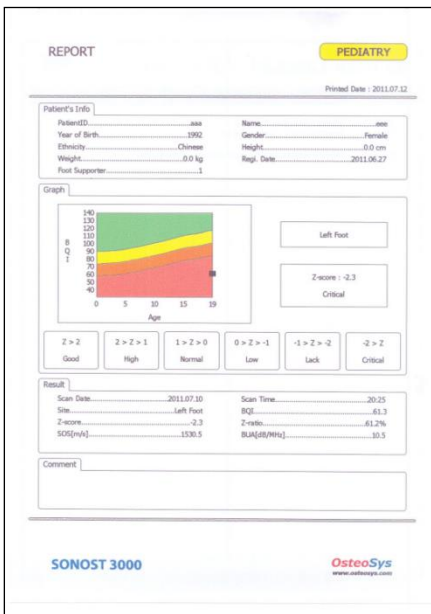 REPORT
PEDIATRY
Printed Date : 2011.07.12
Patient's Info
PatientID...aaa Name...eee
Year of Birth...1992 Gender...Female
Ethnicity...Chinese Height...0.0 cm
Weight...0.0 kg Regi. Date...2011.06.27
Foot Supporter...1
Graph
140
130
120
110
100
90
80
70
60
50
40
B
Q
I
0 5 10 15 19
Age
Left Foot
Z-score : -2.3
Critical
Z > 2 2 > Z > 1 1 > Z > 0 0 > Z > -1 -1 > Z > -2 -2 > Z
Good High Normal Low Lack Critical
Result
Scan Date...2011.07.10 Scan Time...20:25
Site...Left Foot BQI...61.3
Z-score...-2.3 Z-ratio...61.2%
SOS[m/s]...1530.5 BUA[dB/MHz]...10.5
Comment
SONOST 3000
OsteoSys
www.osteosys.com